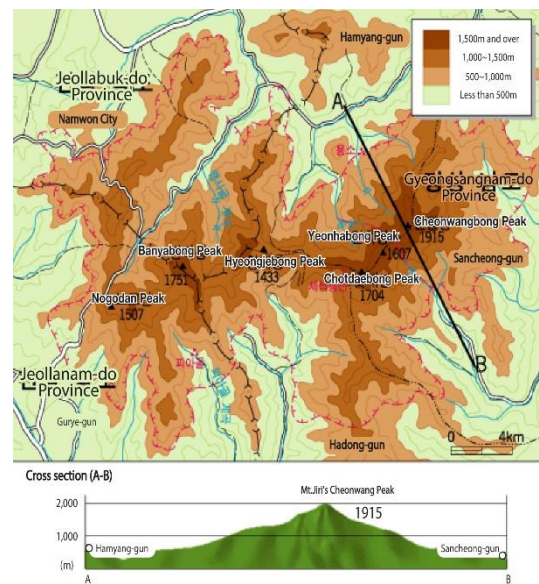 1,500m and over
1,000~1,500m
500~1,000m
Less than 500m
Hamyang-gun
Jeollabuk-do
Province
Namwon City
A
Gyeongsangnam-do
Province
Cheonwangbong Peak
1915
Yeonhabong Peak
1607
Banyabong Peak
1751
Hyeongjebong Peak
1433
Sancheong-gun
Chotdaebong Peak
1704
Nogodan Peak
1507
B
Jeollanam-do
Province
Gurye-gun
피아골
Hadong-gun
0 4km
Cross section (A-B)
Mt.Jiri's Cheonwang Peak
2,000
1915
1,000
Hamyang-gun
Sancheong-gun
(m)
A
B